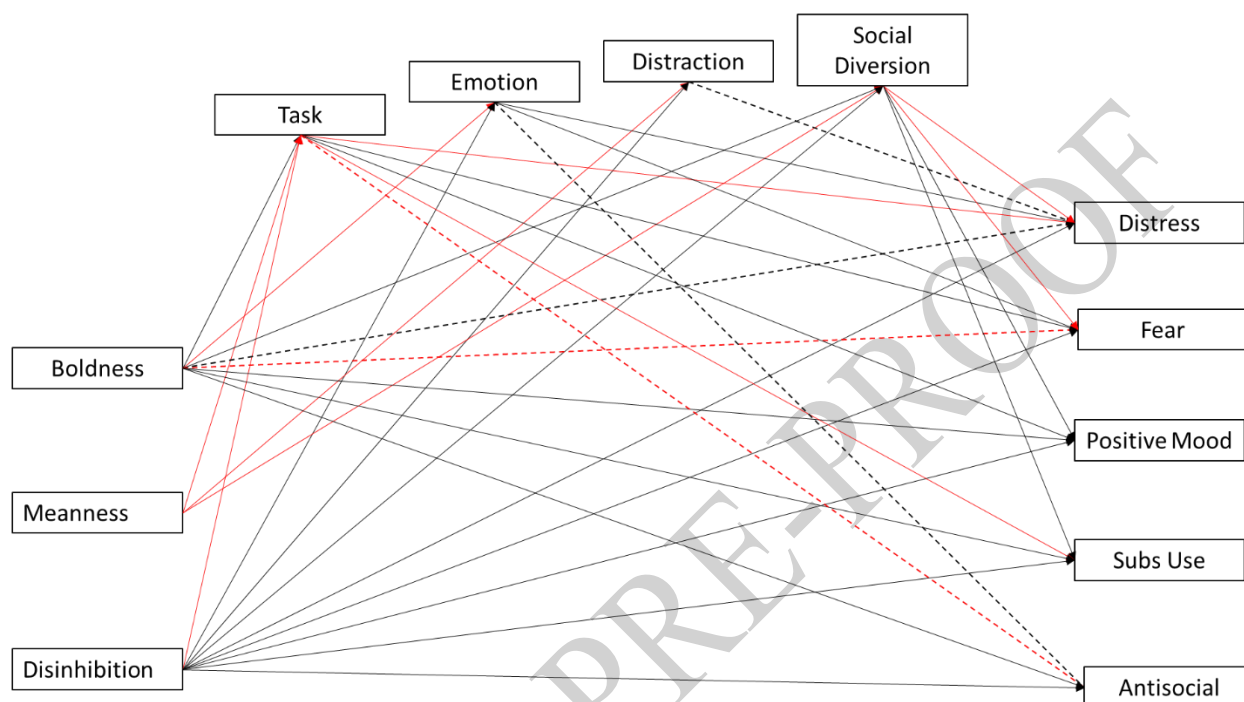 Social
Diversion
Distraction
Emotion
Task
Distress
Fear
Boldness
Positive Mood
Meanness
Subs Use
Disinhibition
Antisocial
PRE-PROOF